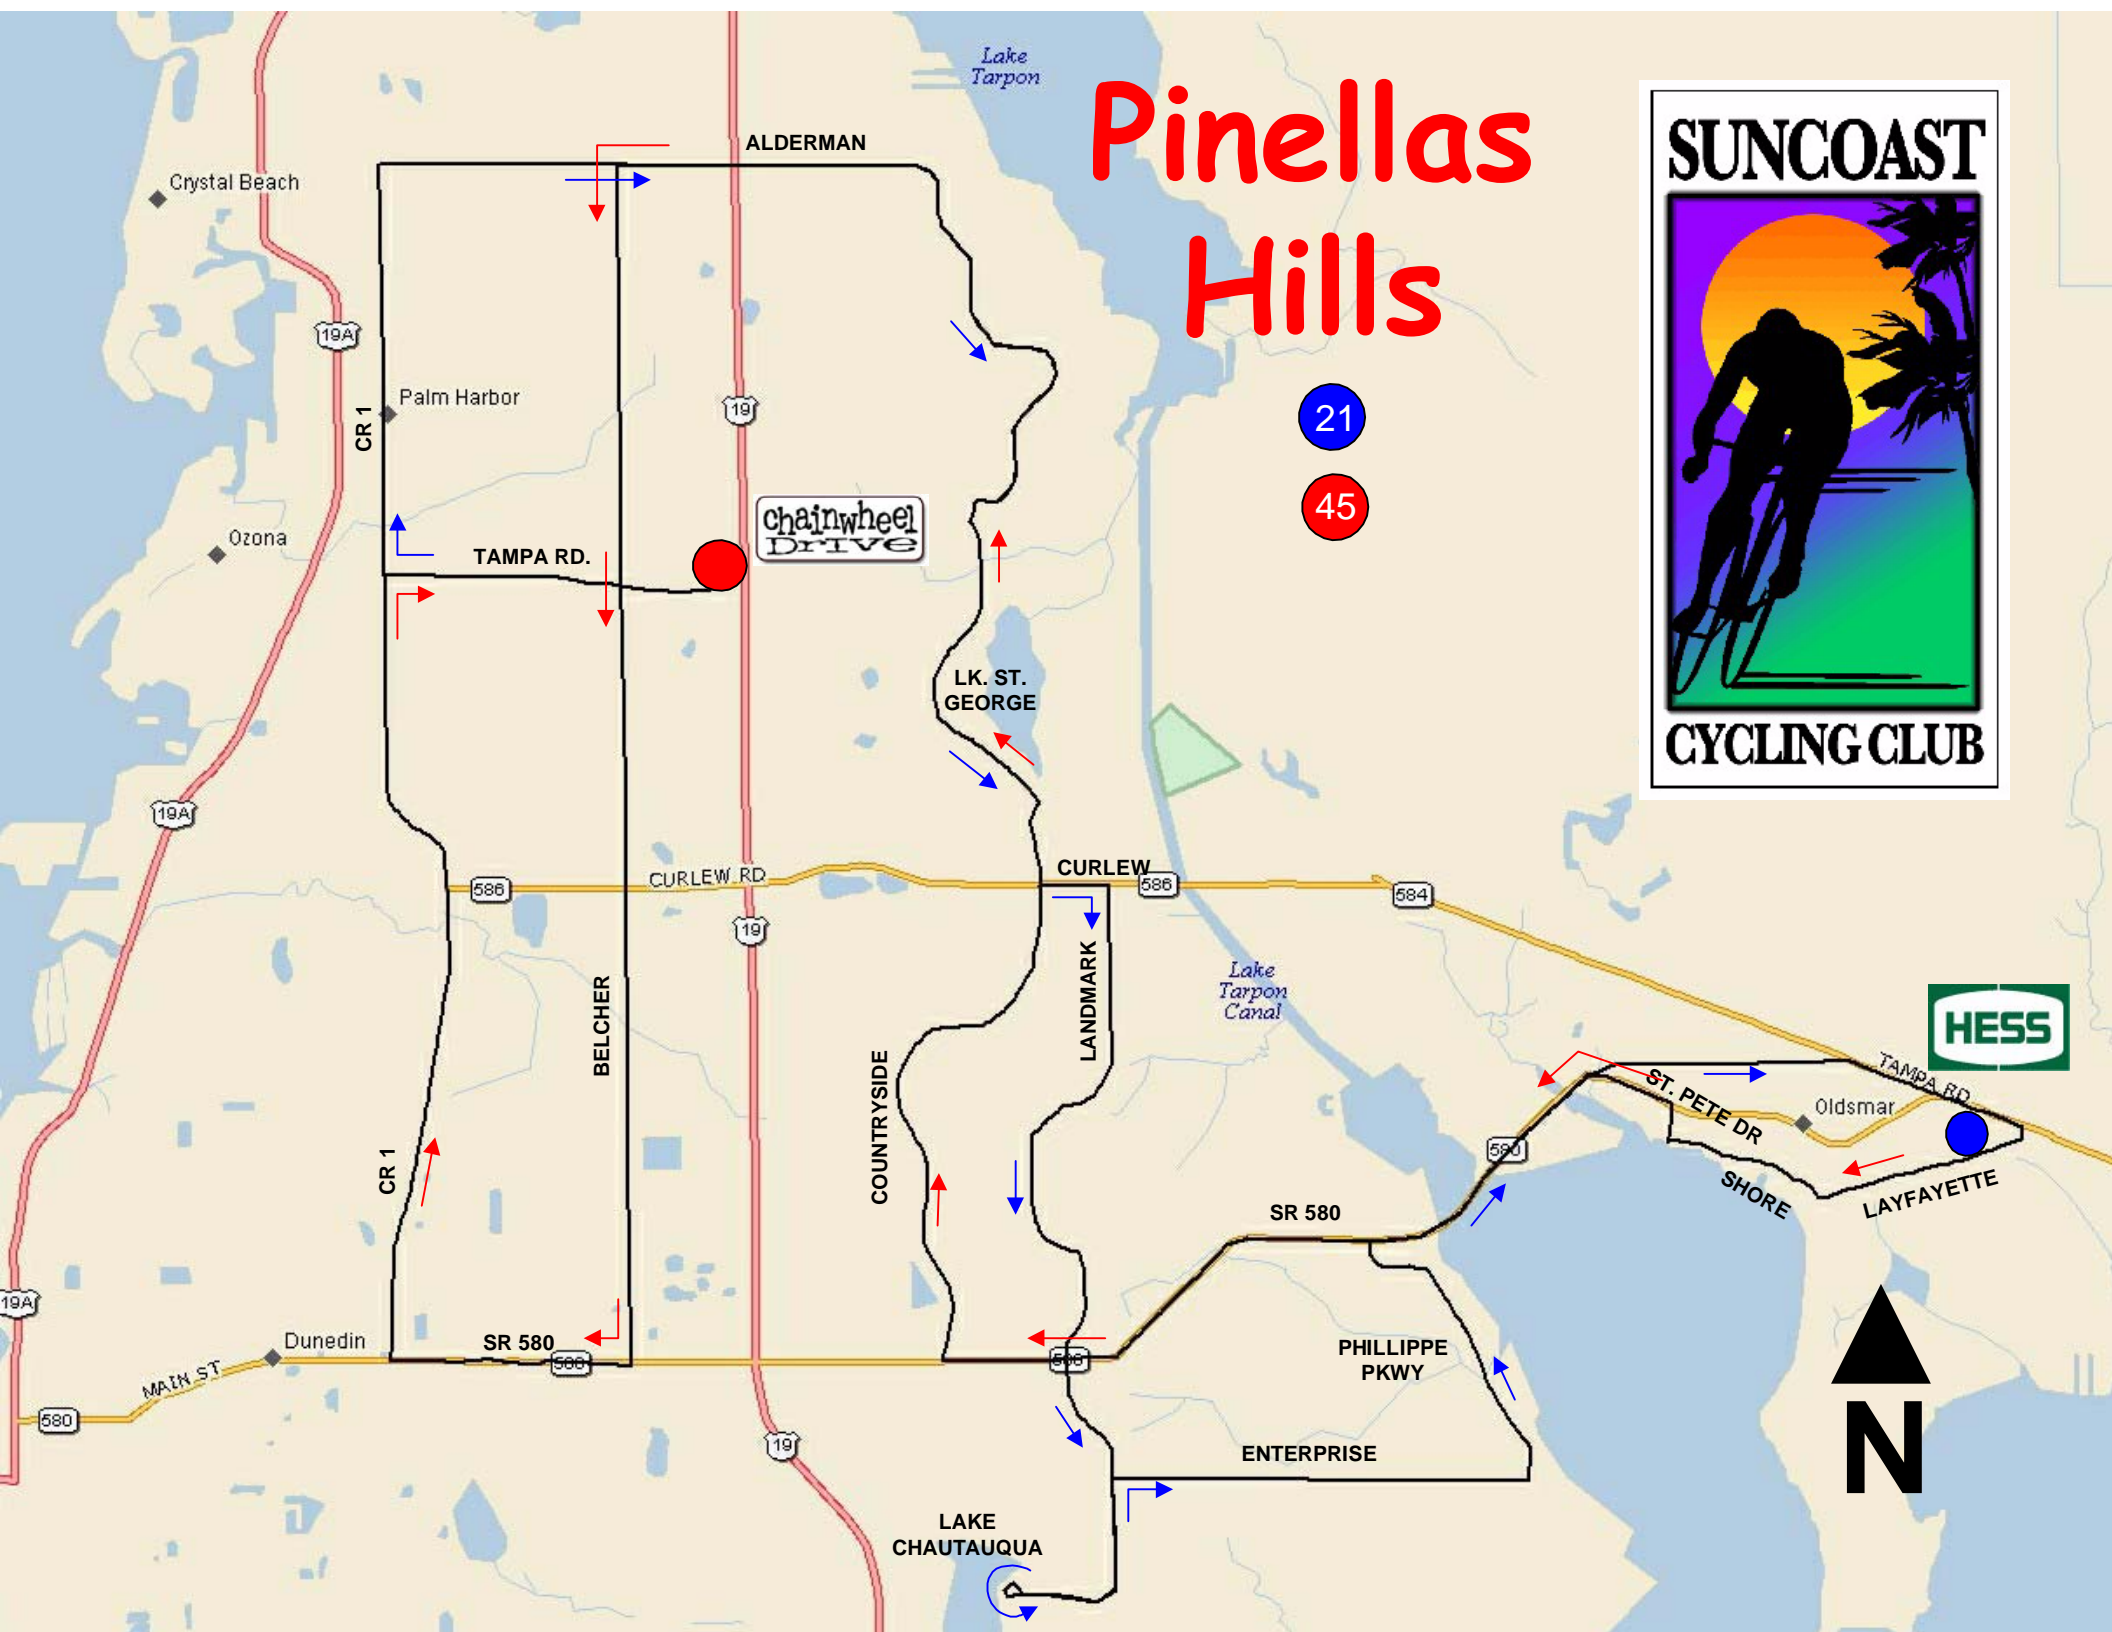 Lake
Tarpon
Pinellas
Hills
SUNCOAST
CYCLING CLUB
ALDERMAN
Crystal Beach
19A
21
Palm Harbor
CR 1
19
45
chainwheel
Drive
Ozona
TAMPA RD.
LK. ST.
GEORGE
19A
CURLEW
586
CURLEW RD
586
584
19
LANDMARK
Lake
Tarpon
Canal
BELCHER
HESS
COUNTRYSIDE
TAMPA RD
ST. PETE DR
Oldsmar
CR 1
580
SHORE
LAYFAYETTE
SR 580
19A
Dunedin
SR 580
580
586
PHILLIPPE
PKWY
MAIN ST
580
19
ENTERPRISE
N
LAKE
CHAUTAUQUA